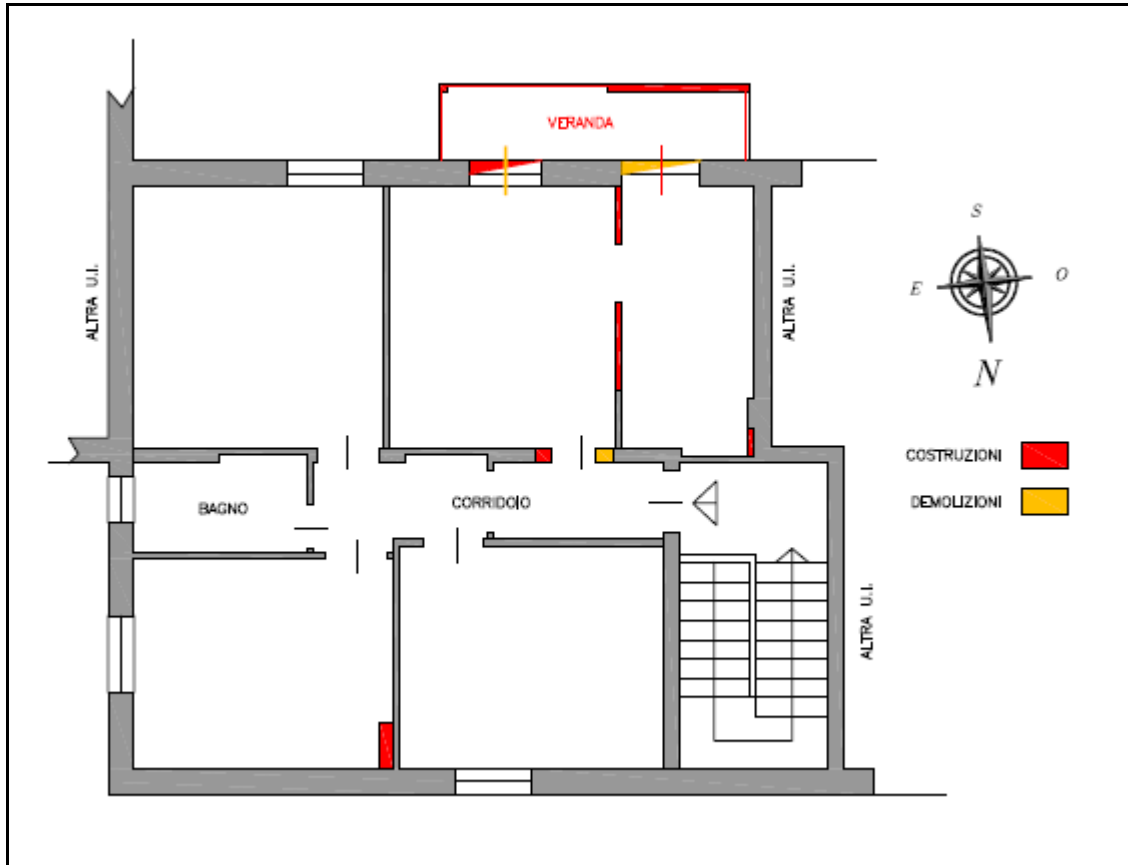 VERANDA
S
E
O
N
ALTRA U.I.
ALTRA U.I.
COSTRUZIONI
DEMOLIZIONI
BAGNO
CORRIDOIO
ALTRA U.I.